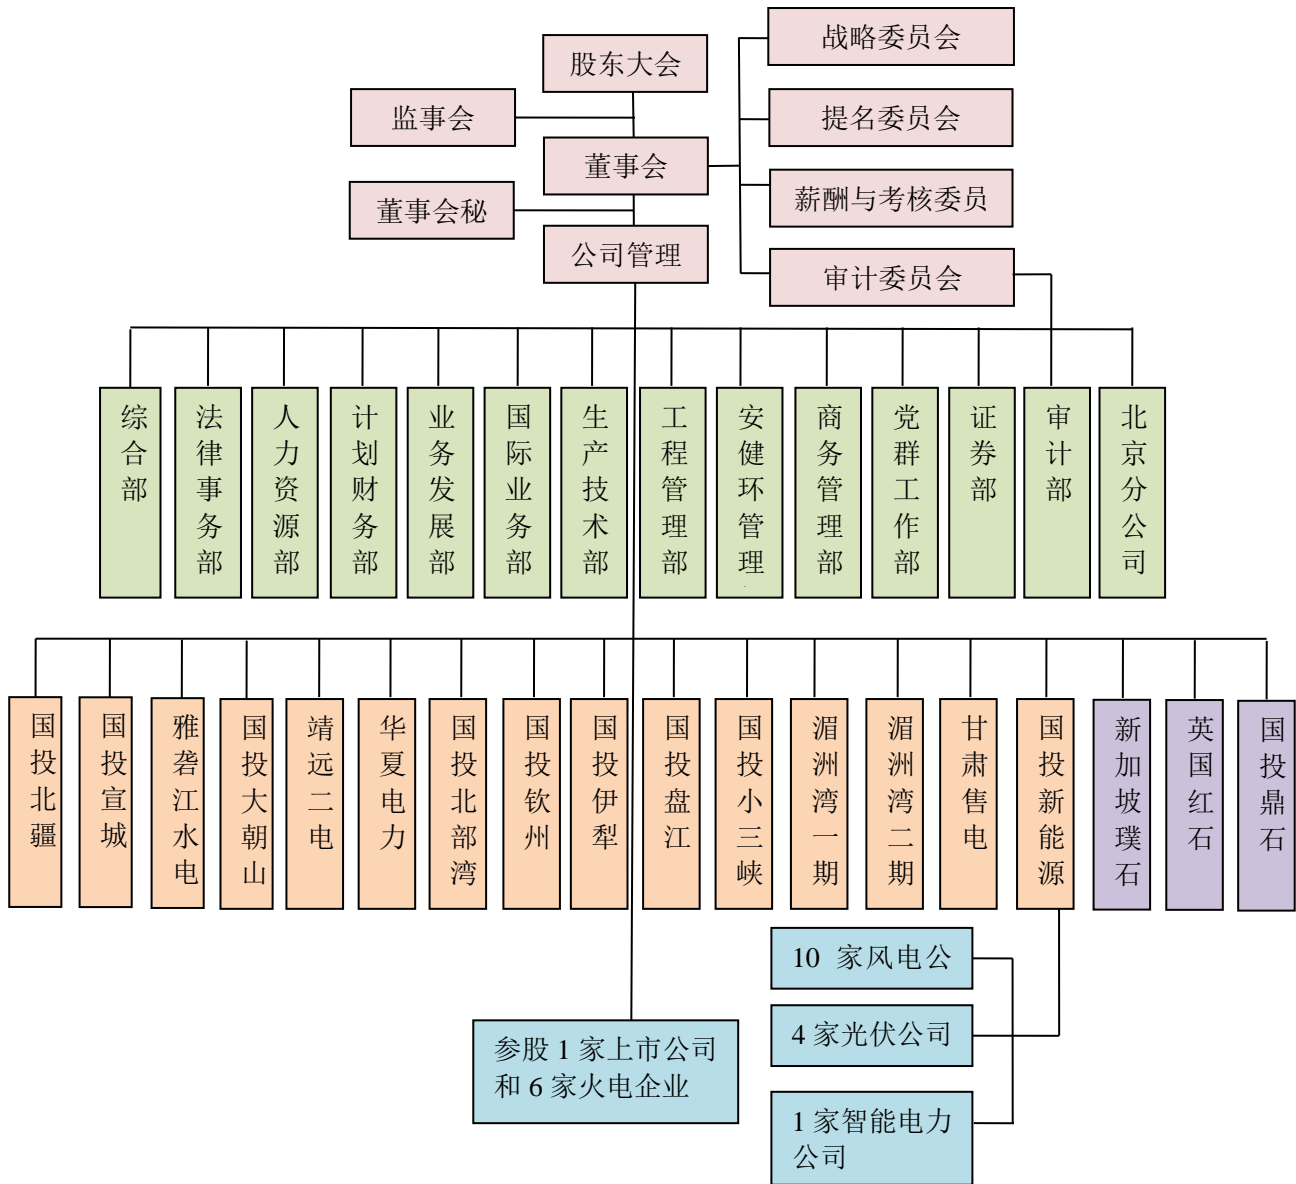 战略委员会
股东大会
监事会
提名委员会
董事会
董事会秘
薪酬与考核委员
公司管理
审计委员会
综合部
法律事务部
人力资源部
计划财务部
业务发展部
国际业务部
生产技术部
工程管理部
安健环管理
商务管理部
党群工作部
证券部
审计部
北京分公司
国投北疆
国投宣城
雅砻江水电
国投大朝山
靖远二电
华夏电力
国投北部湾
国投钦州
国投伊犁
国投盘江
国投小三峡
湄洲湾一期
湄洲湾二期
甘肃售电
国投新能源
新加坡璞石
英国红石
国投鼎石
10 家风电公
4 家光伏公司
参股 1 家上市公司
和 6 家火电企业
1 家智能电力
公司